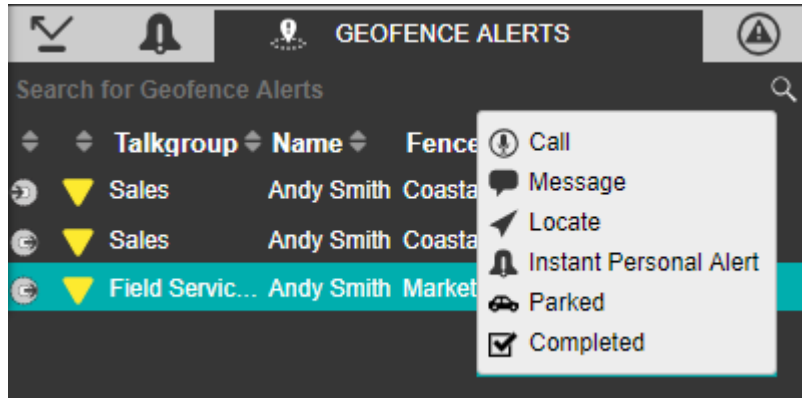 GEOFENCE ALERTS
Search for Geofence Alerts
Talkgroup Name Fence
Sales Andy Smith Coasta
Sales Andy Smith Coasta
Field Servic... Andy Smith Market
Call
Message
Locate
Instant Personal Alert
Parked
Completed